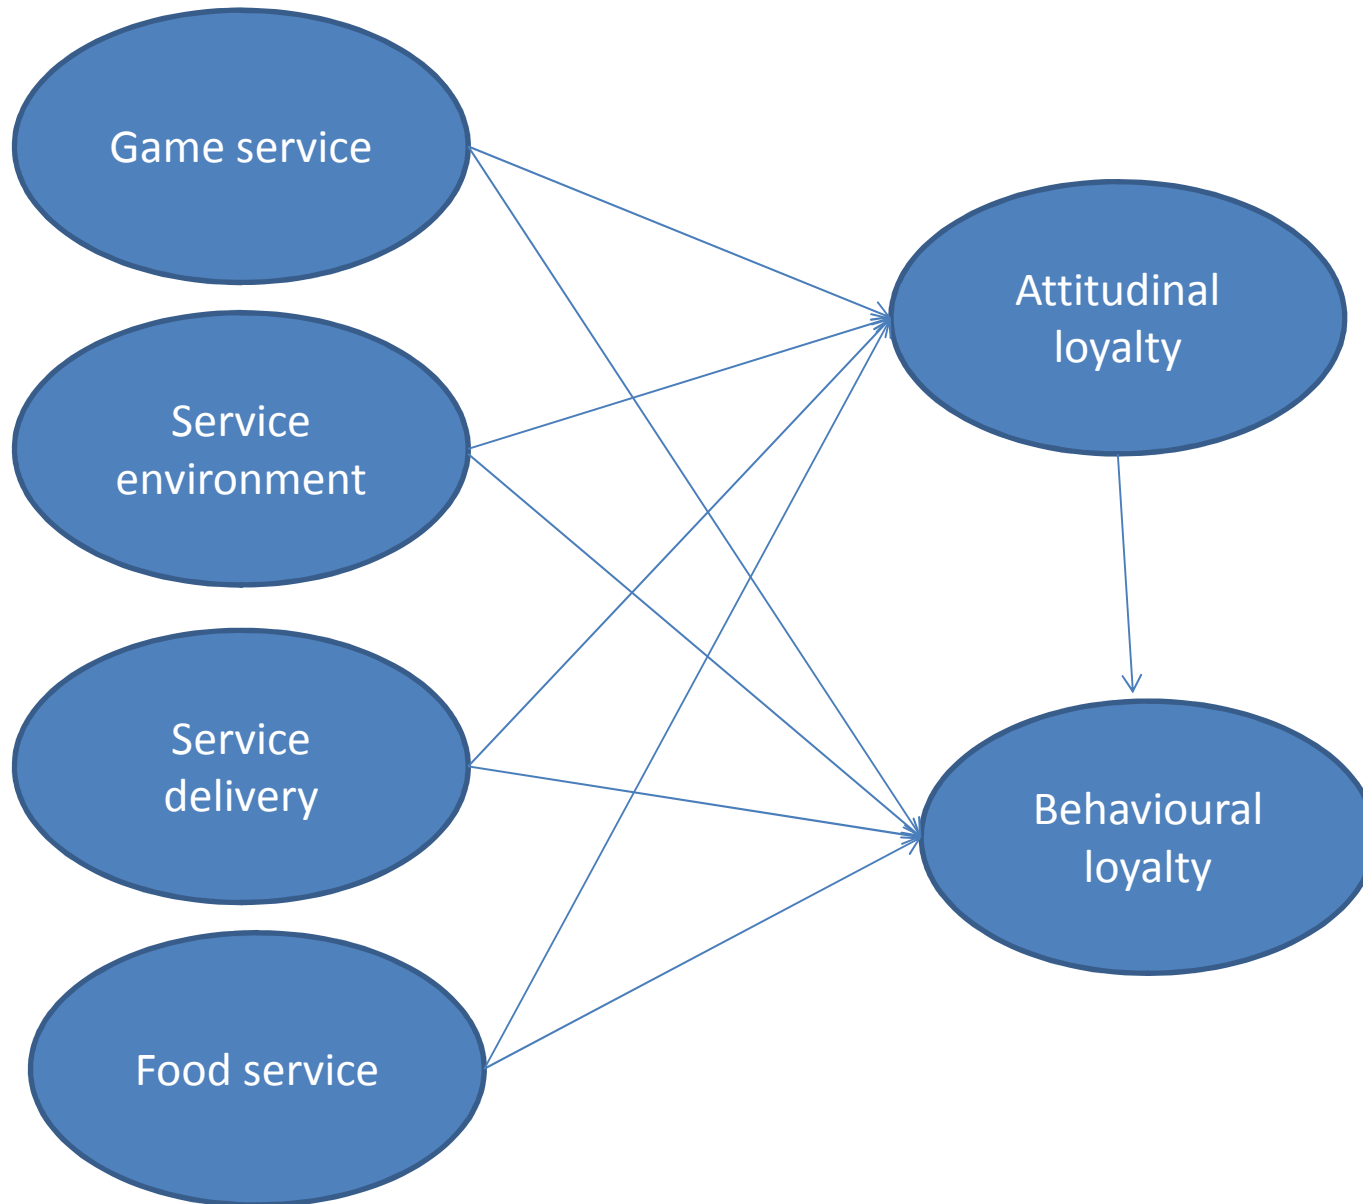 Game service
Service
environment
Service
delivery
Food service
Attitudinal
loyalty
Behavioural
loyalty